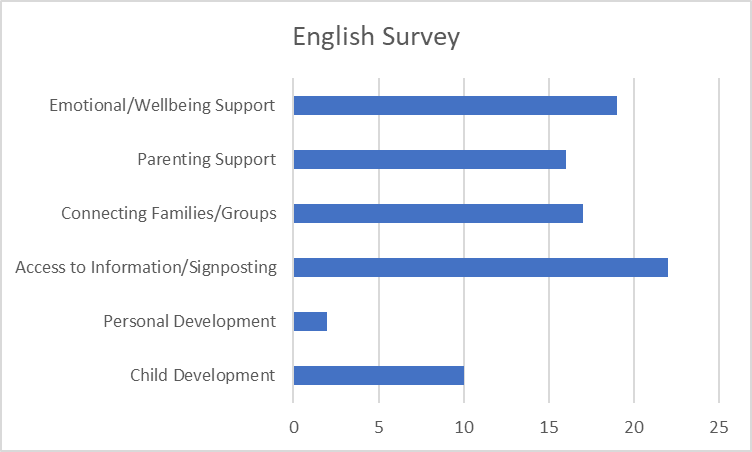 English Survey
Emotional/Wellbeing Support
Parenting Support
Connecting Families/Groups
Access to Information/Signposting
Personal Development
Child Development
0 5 10 15 20 25